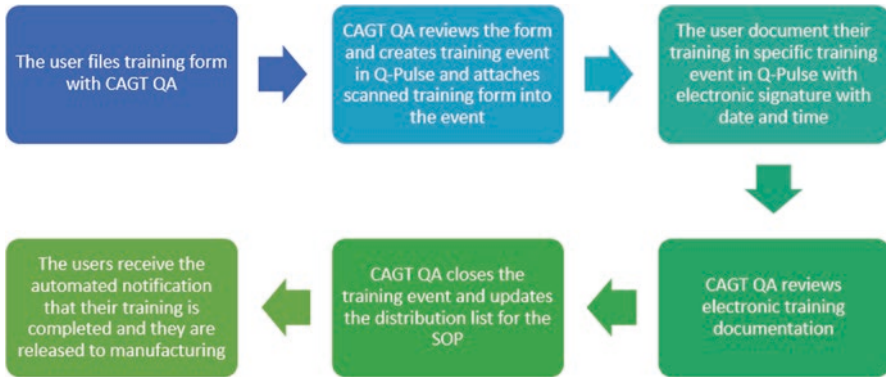 The user files training form
with CAGT QA
CAGT QA reviews the form
and creates training event
in Q-Pulse and attaches
scanned training form into
the event
The user document their
training in specific training
event in Q-Pulse with
electronic signature with
date and time
CAGT QA reviews
electronic training
documentation
CAGT QA closes the
training event and updates
the distribution list for the
SOP
The users receive the
automated notification
that their training is
completed and they are
released to manufacturing